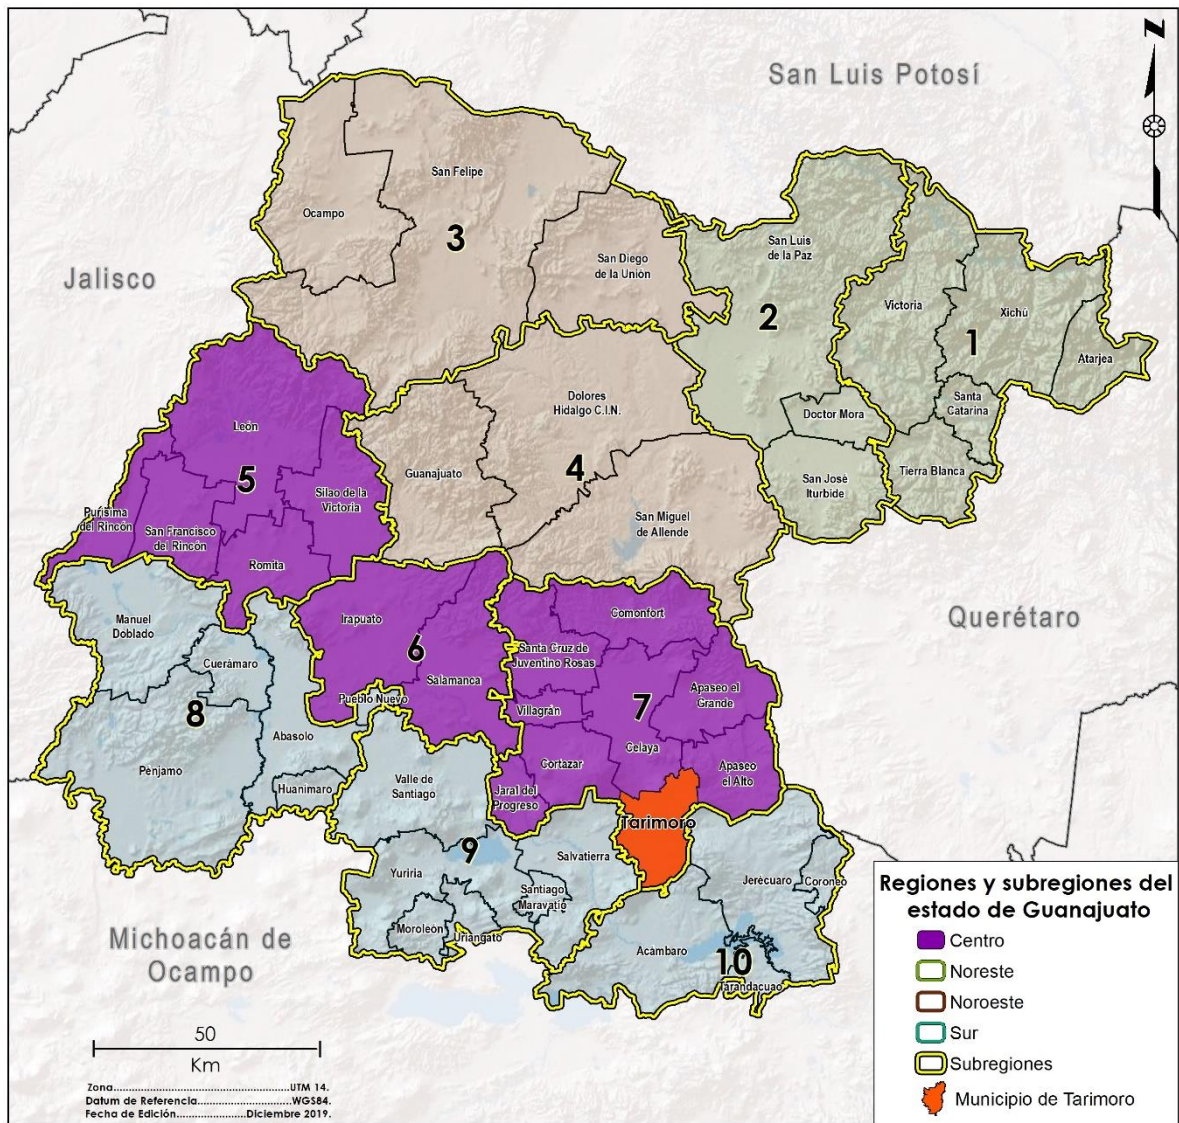 Z
San Luis Potosí
San Felipe
Ocampo
3
San Luis
de la Paz
San Diego
de la Unión
Jalisco
Victoria
Xichú
2
1
Atarjea
Dolores
Hidalgo C.I.N.
Santa
Catarina
Doctor Mora
León
Guanajuato
4
Tierra Blanca
5
San José
Iturbide
Silao de la
Victoria
Purísima
del Rincón
San Francisco
del Rincón
San Miguel
de Allende
Romita
Querétaro
Manuel
Doblado
Irapuato
Comonfort
6
Santa Cruz de
Juventino Rosas
Cuerámaro
Salamanca
Apaseo el
Grande
Pueblo Nuevo
Villagrán
7
8
Abasolo
Celaya
Pénjamo
Cortazar
Apaseo
el Alto
Huanimaro
Valle de
Santiago
Jaral del
Progreso
Tarimoro
9
Salvatierra
Yuriria
Jerécuaro
Coroneo
Santiago
Maravatío
Moroleón
Uriangato
Acámbaro
10
Tarandacuao
Michoacán de
Ocampo
50
Km
Zona...............................................UTM 14.
Datum de Referencia......................WGS84.
Fecha de Edición................Diciembre 2019.
Regiones y subregiones del
estado de Guanajuato
Centro
Noreste
Noroeste
Sur
Subregiones
Municipio de Tarimoro